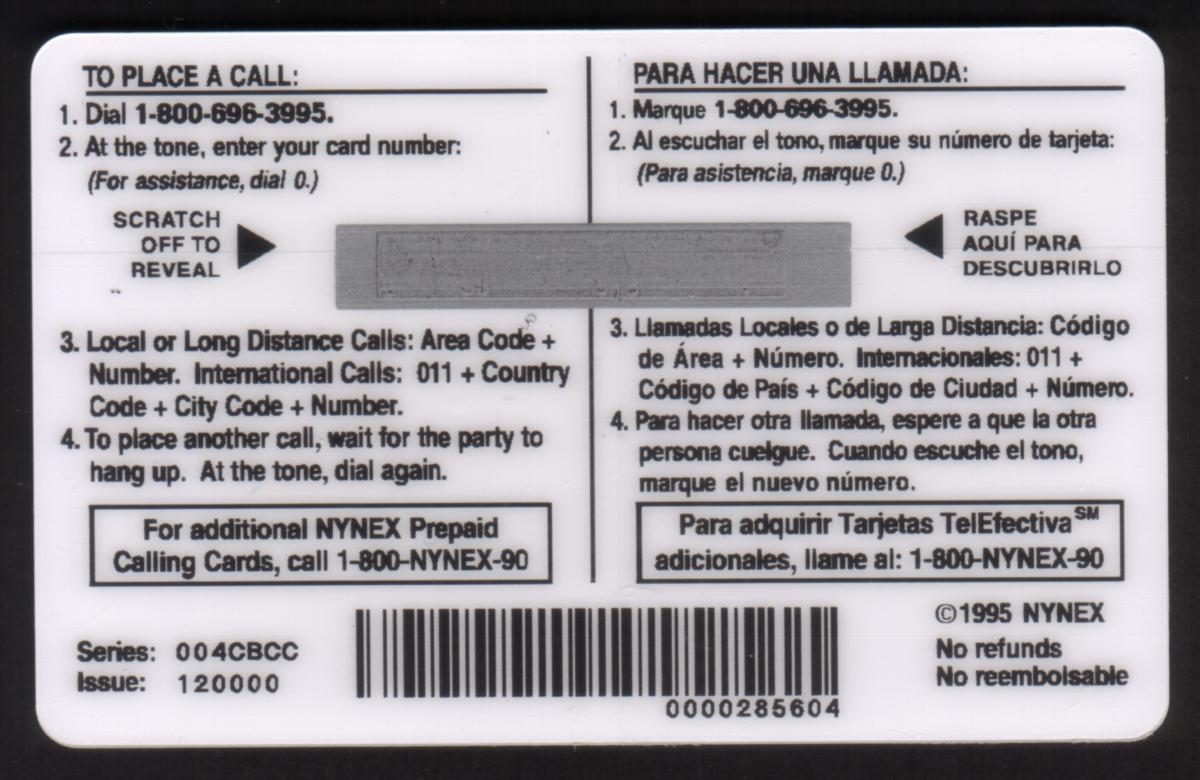 TO PLACE A CALL:
1. Dial 1-800-696-3995.
2. At the tone, enter your card number:
(For assistance, dial 0.)
SCRATCH
OFF TO
REVEAL
3. Local or Long Distance Calls: Area Code +
Number. International Calls: 011 + Country
Code + City Code + Number.
4. To place another call, wait for the party to
hang up. At the tone, dial again.
For additional NYNEX Prepaid
Calling Cards, call 1-800-NYNEX-90
PARA HACER UNA LLAMADA:
1. Marque 1-800-696-3995.
2. Al escuchar el tono, marque su número de tarjeta:
(Para asistencia, marque 0.)
RASPE
AQUÍ PARA
DESCUBRIRLO
3. Llamadas Locales o de Larga Distancia: Código
de Área + Número. Internacionales: 011 +
Código de País + Código de Ciudad + Número.
4. Para hacer otra llamada, espere a que la otra
persona cuelgue. Cuando escuche el tono,
marque el nuevo número.
Para adquirir Tarjetas TelEfectiva℠
adicionales, llame al: 1-800-NYNEX-90
Series: 004CBCC
Issue: 120000
0000285604
©1995 NYNEX
No refunds
No reembolsable